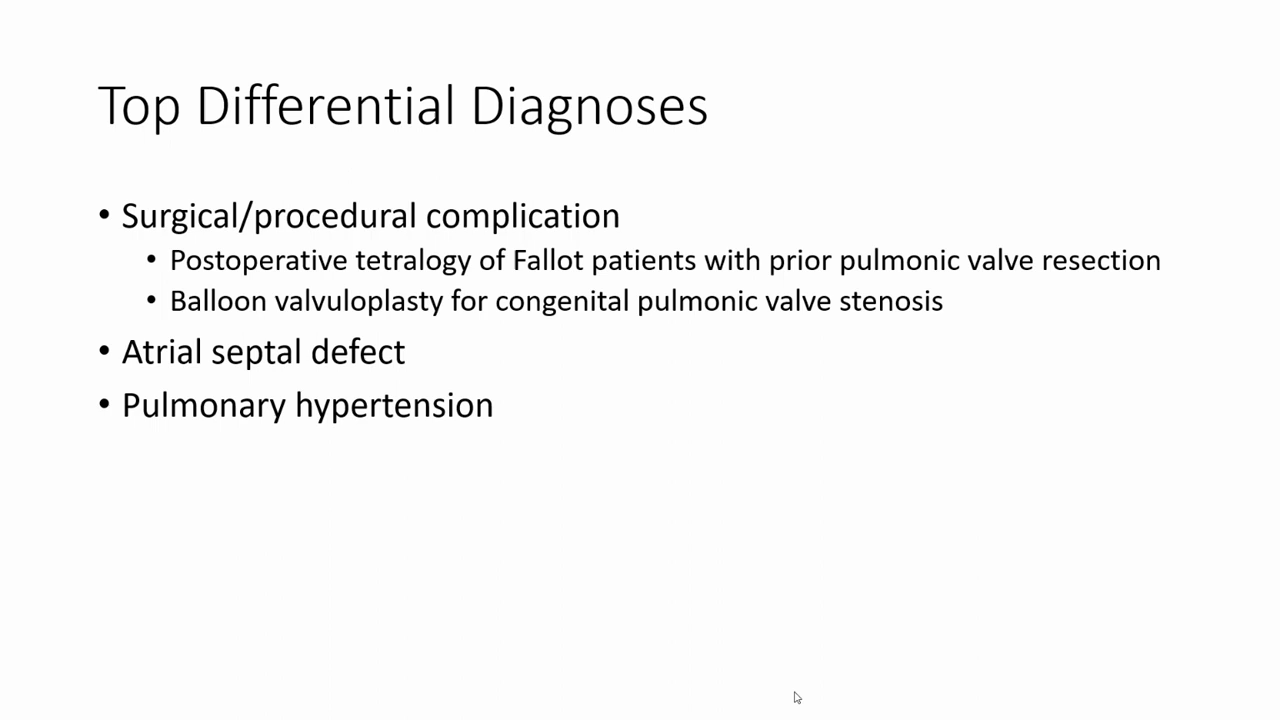 Top Differential Diagnoses
• Surgical/procedural complication
• Postoperative tetralogy of Fallot patients with prior pulmonic valve resection
• Balloon valvuloplasty for congenital pulmonic valve stenosis
• Atrial septal defect
• Pulmonary hypertension